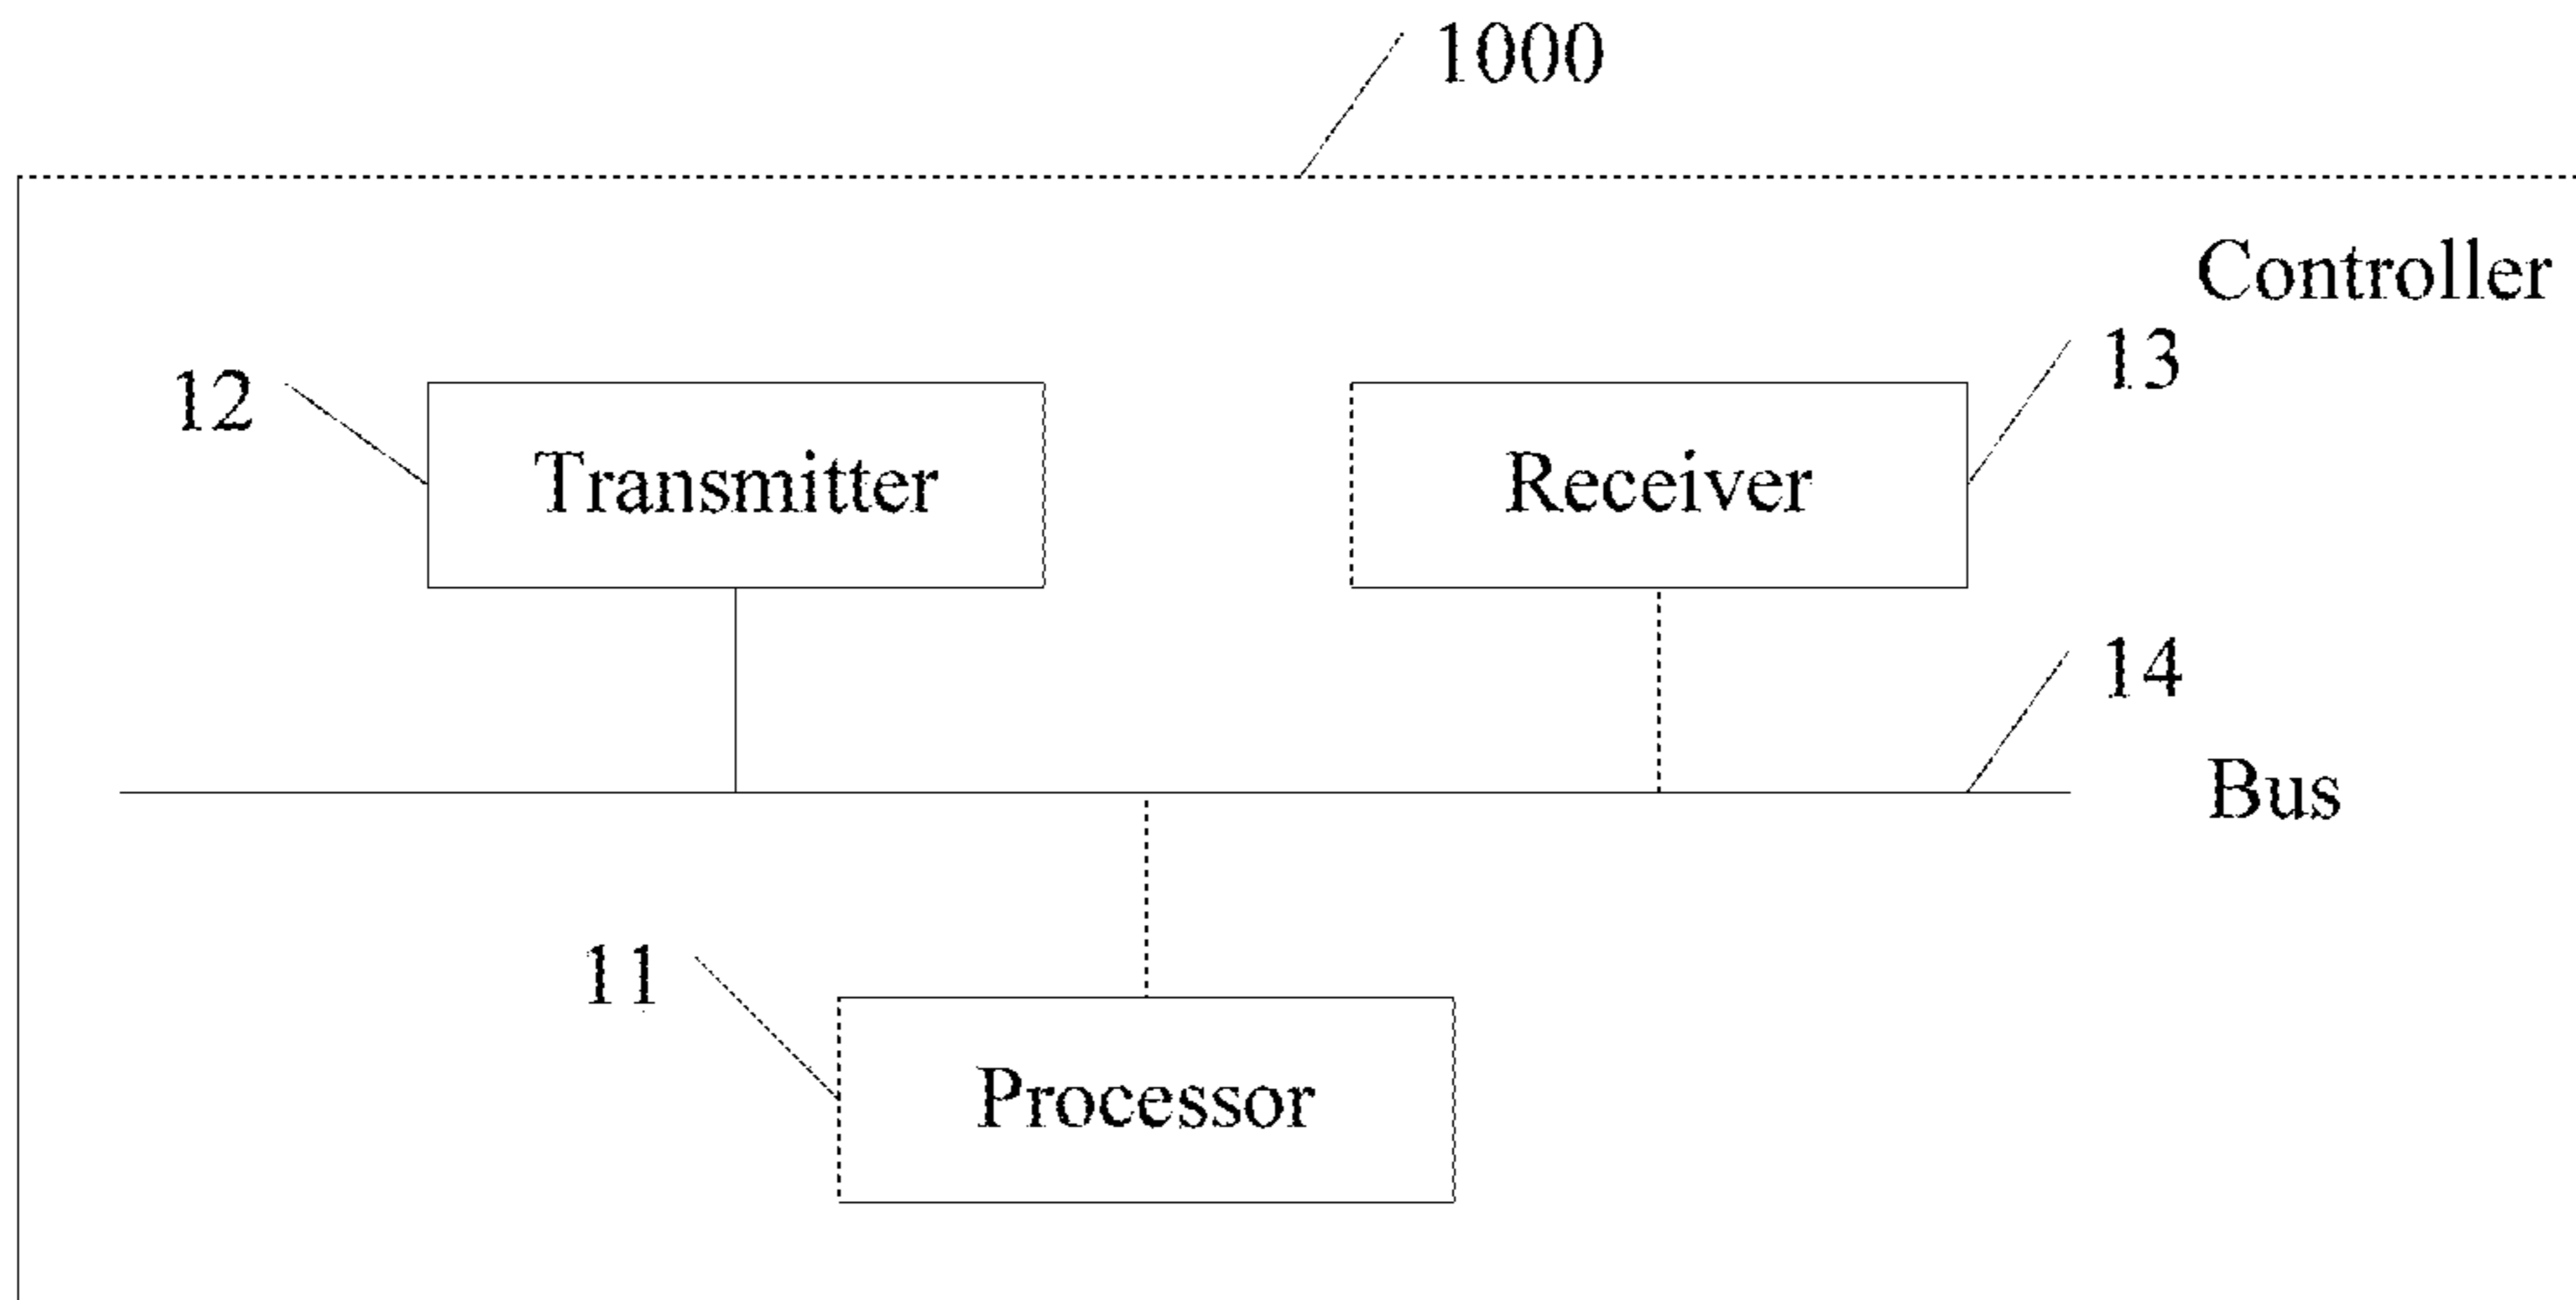 1000
Controller
13
12
Transmitter
Receiver
14
Bus
11
Processor